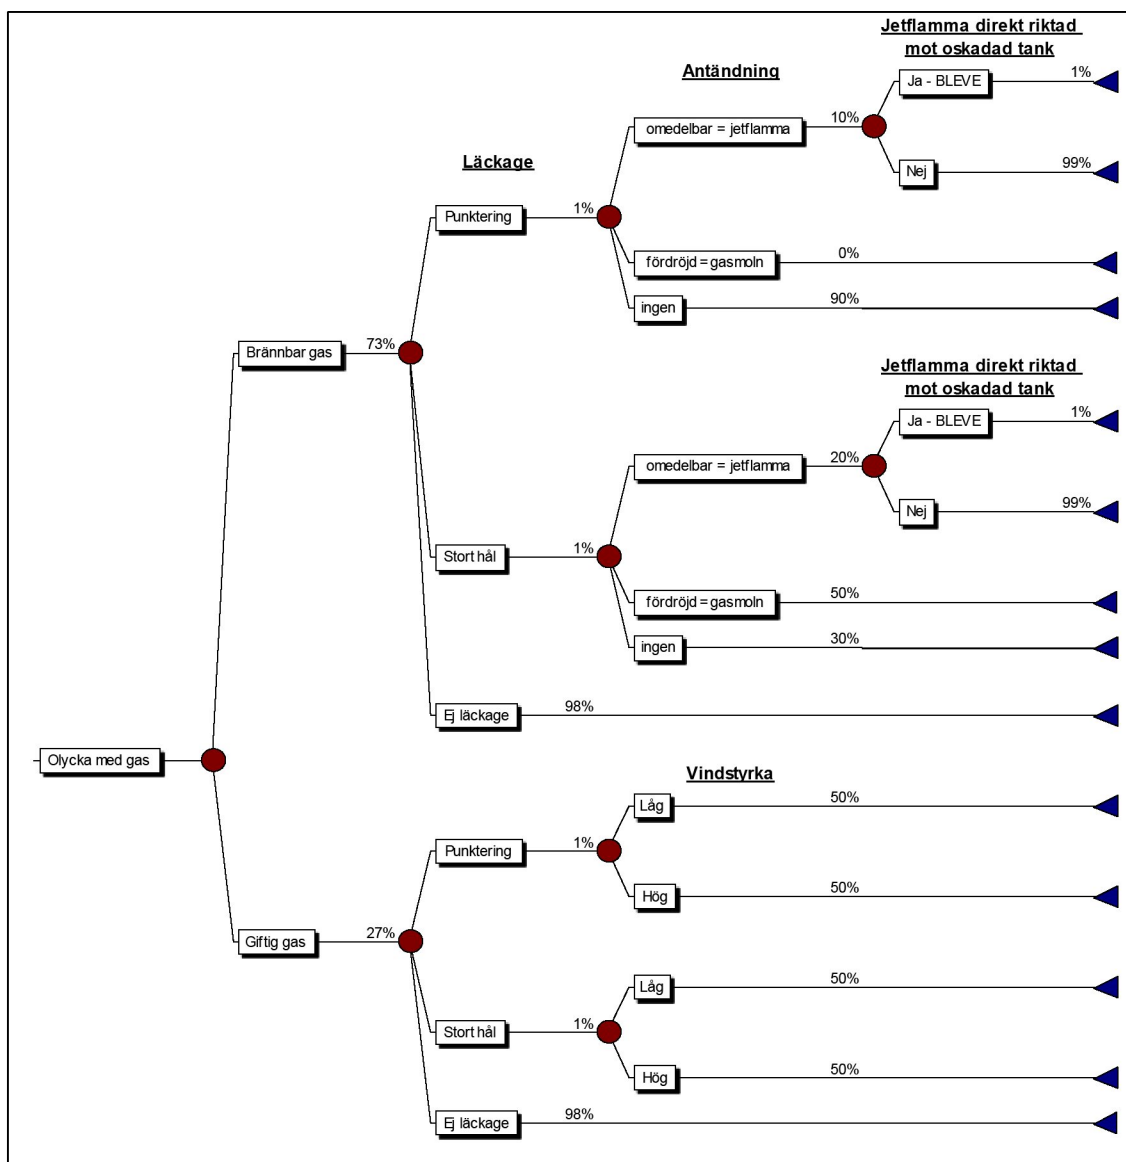 Jetflamma direkt riktad
mot oskadad tank
Antändning
Ja - BLEVE 1%
omedelbar = jetflamma 10%
Läckage
Nej 99%
Punktering 1%
fördröjd = gasmoln 0%
ingen 90%
Brännbar gas 73%
Jetflamma direkt riktad
mot oskadad tank
Ja - BLEVE 1%
omedelbar = jetflamma 20%
Nej 99%
Stort hål 1%
fördröjd = gasmoln 50%
ingen 30%
Ej läckage 98%
Olycka med gas
Vindstyrka
Låg 50%
Punktering 1%
Hög 50%
Giftig gas 27%
Låg 50%
Stort hål 1%
Hög 50%
Ej läckage 98%